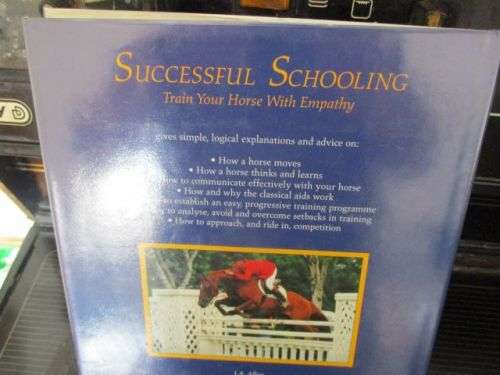 SUCCESSFUL SCHOOLING
Train Your Horse With Empathy
gives simple, logical explanations and advice on:
• How a horse moves
• How a horse thinks and learns
How to communicate effectively with your horse
• How and why the classical aids work
to establish an easy, progressive training programme
to analyse, avoid and overcome setbacks in training
• How to approach, and ride in, competition